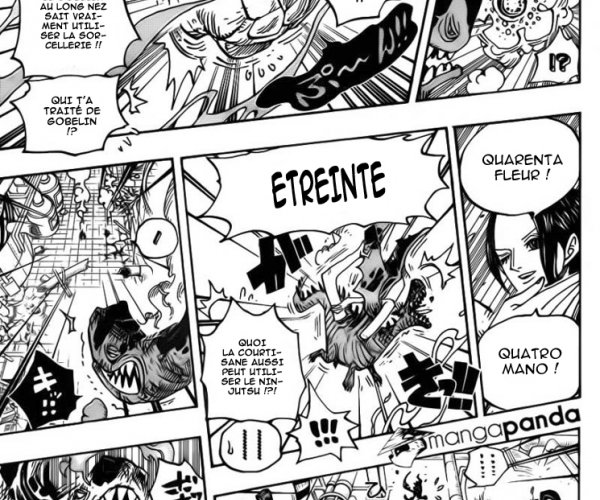 AU LONG NEZ
SAIT VRAI-
MENT UTILI-
SER LA SOR-
CELLERIE !!
!?
QUI T'A
TRAITÉ DE
GOBELIN
!?
QUARENTA
FLEUR !
ETREINTE
QUATRO
MANO !
QUOI
LA COURTI-
SANE AUSSI
PEUT UTILI-
SER LE NIN-
JUTSU !?!
!!!
mangapanda